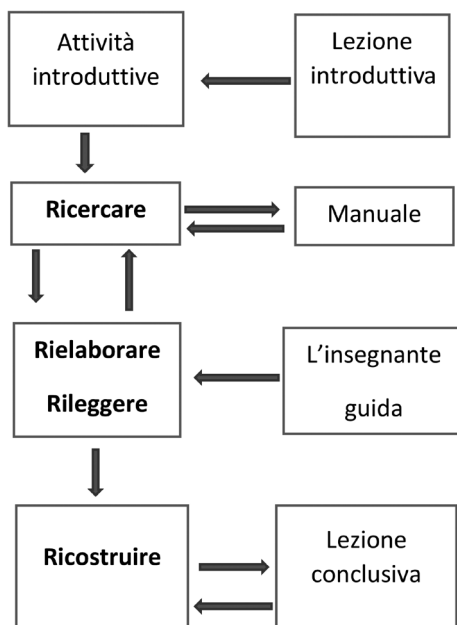 Attività
introduttive
Lezione
introduttiva
Ricercare
Manuale
Rielaborare
Rileggere
L’insegnante
guida
Ricostruire
Lezione
conclusiva